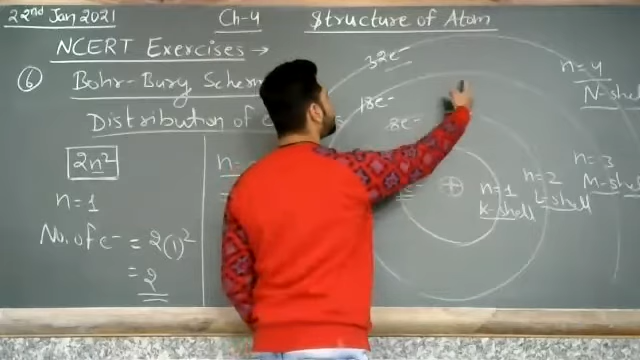 22nd Jan 2021
Ch-4
Structure of Atom
NCERT Exercises →
6
Bohr-Bury Schem
Distribution of
2n²
n=1
No. of e⁻ = 2(1)²
= 2
32e⁻
18e⁻
8e⁻
+
n=1
K-shell
n=2
L-shell
n=3
M-shell
n=4
N-shell